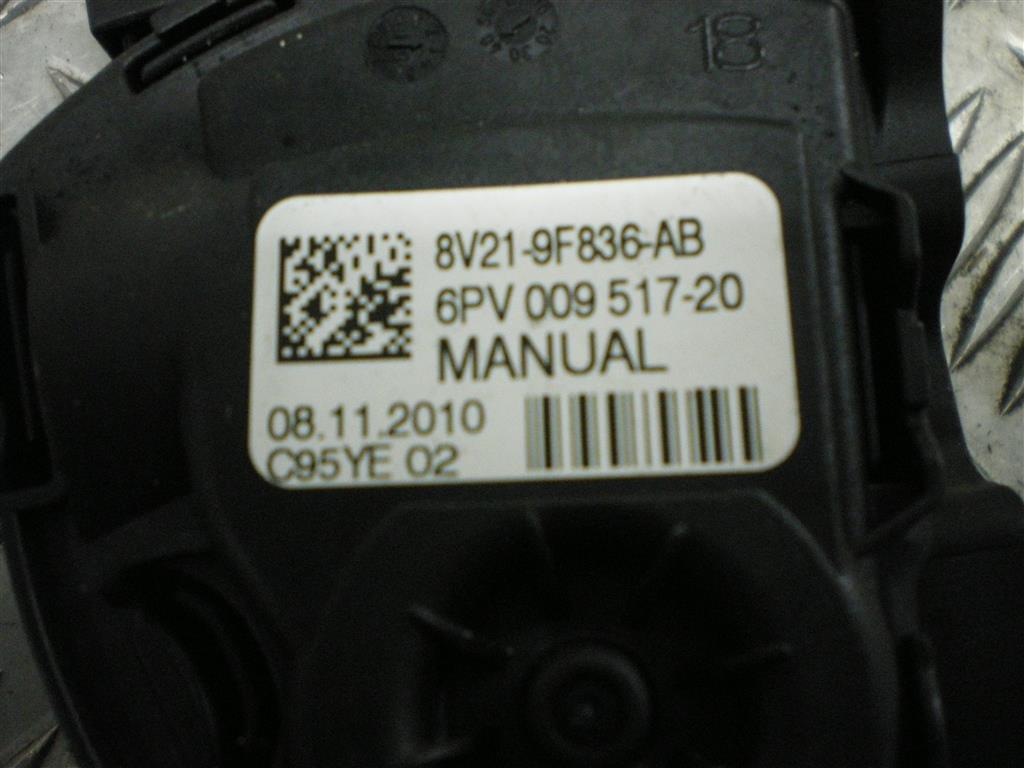 18
8V21-9F836-AB
6PV 009 517-20
MANUAL
08.11.2010
C95YE 02